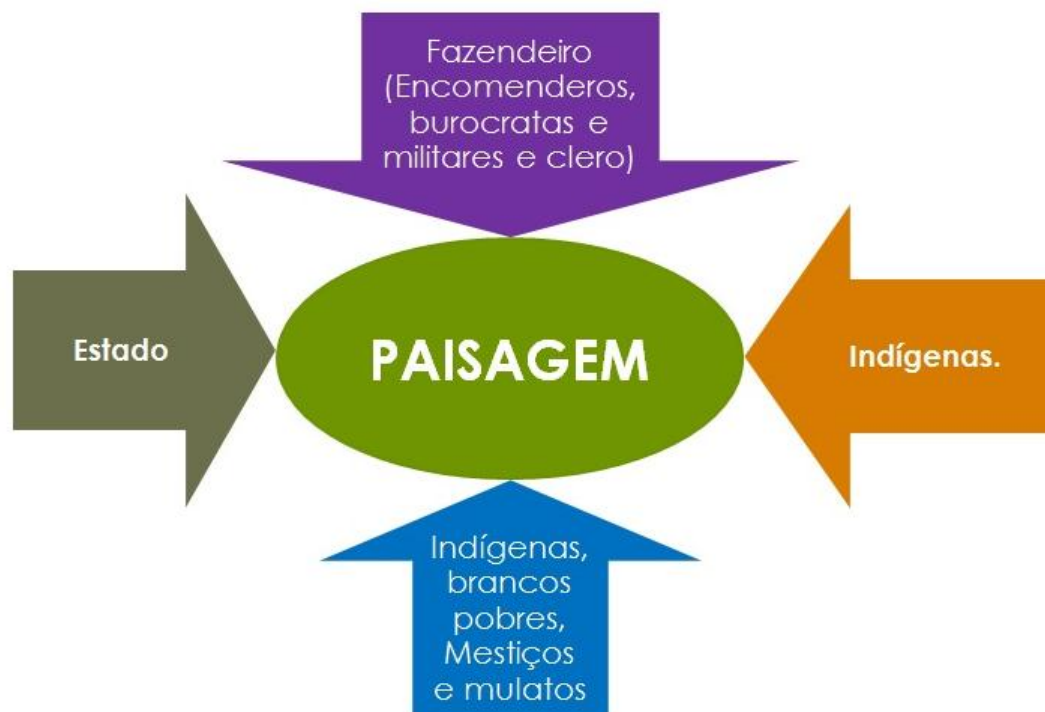 Fazendeiro
(Encomenderos,
burocratas e
militares e clero)
Estado
PAISAGEM
Indígenas.
Indígenas,
brancos
pobres,
Mestiços
e mulatos